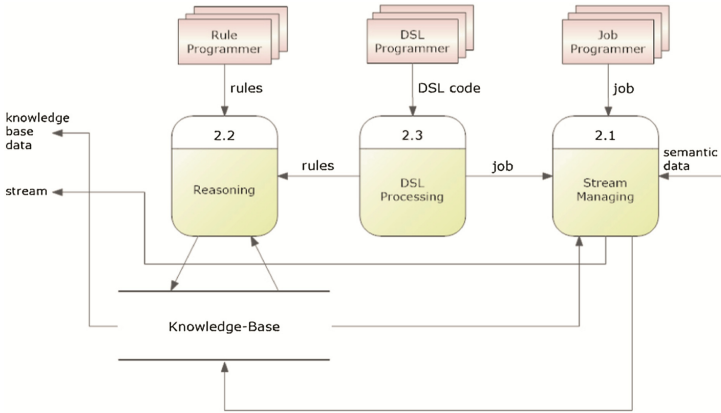 Rule
Programmer
DSL
Programmer
Job
Programmer
rules
DSL code
job
knowledge
base
data
2.2
2.3
2.1
semantic
data
rules
job
stream
Reasoning
DSL
Processing
Stream
Managing
Knowledge-Base